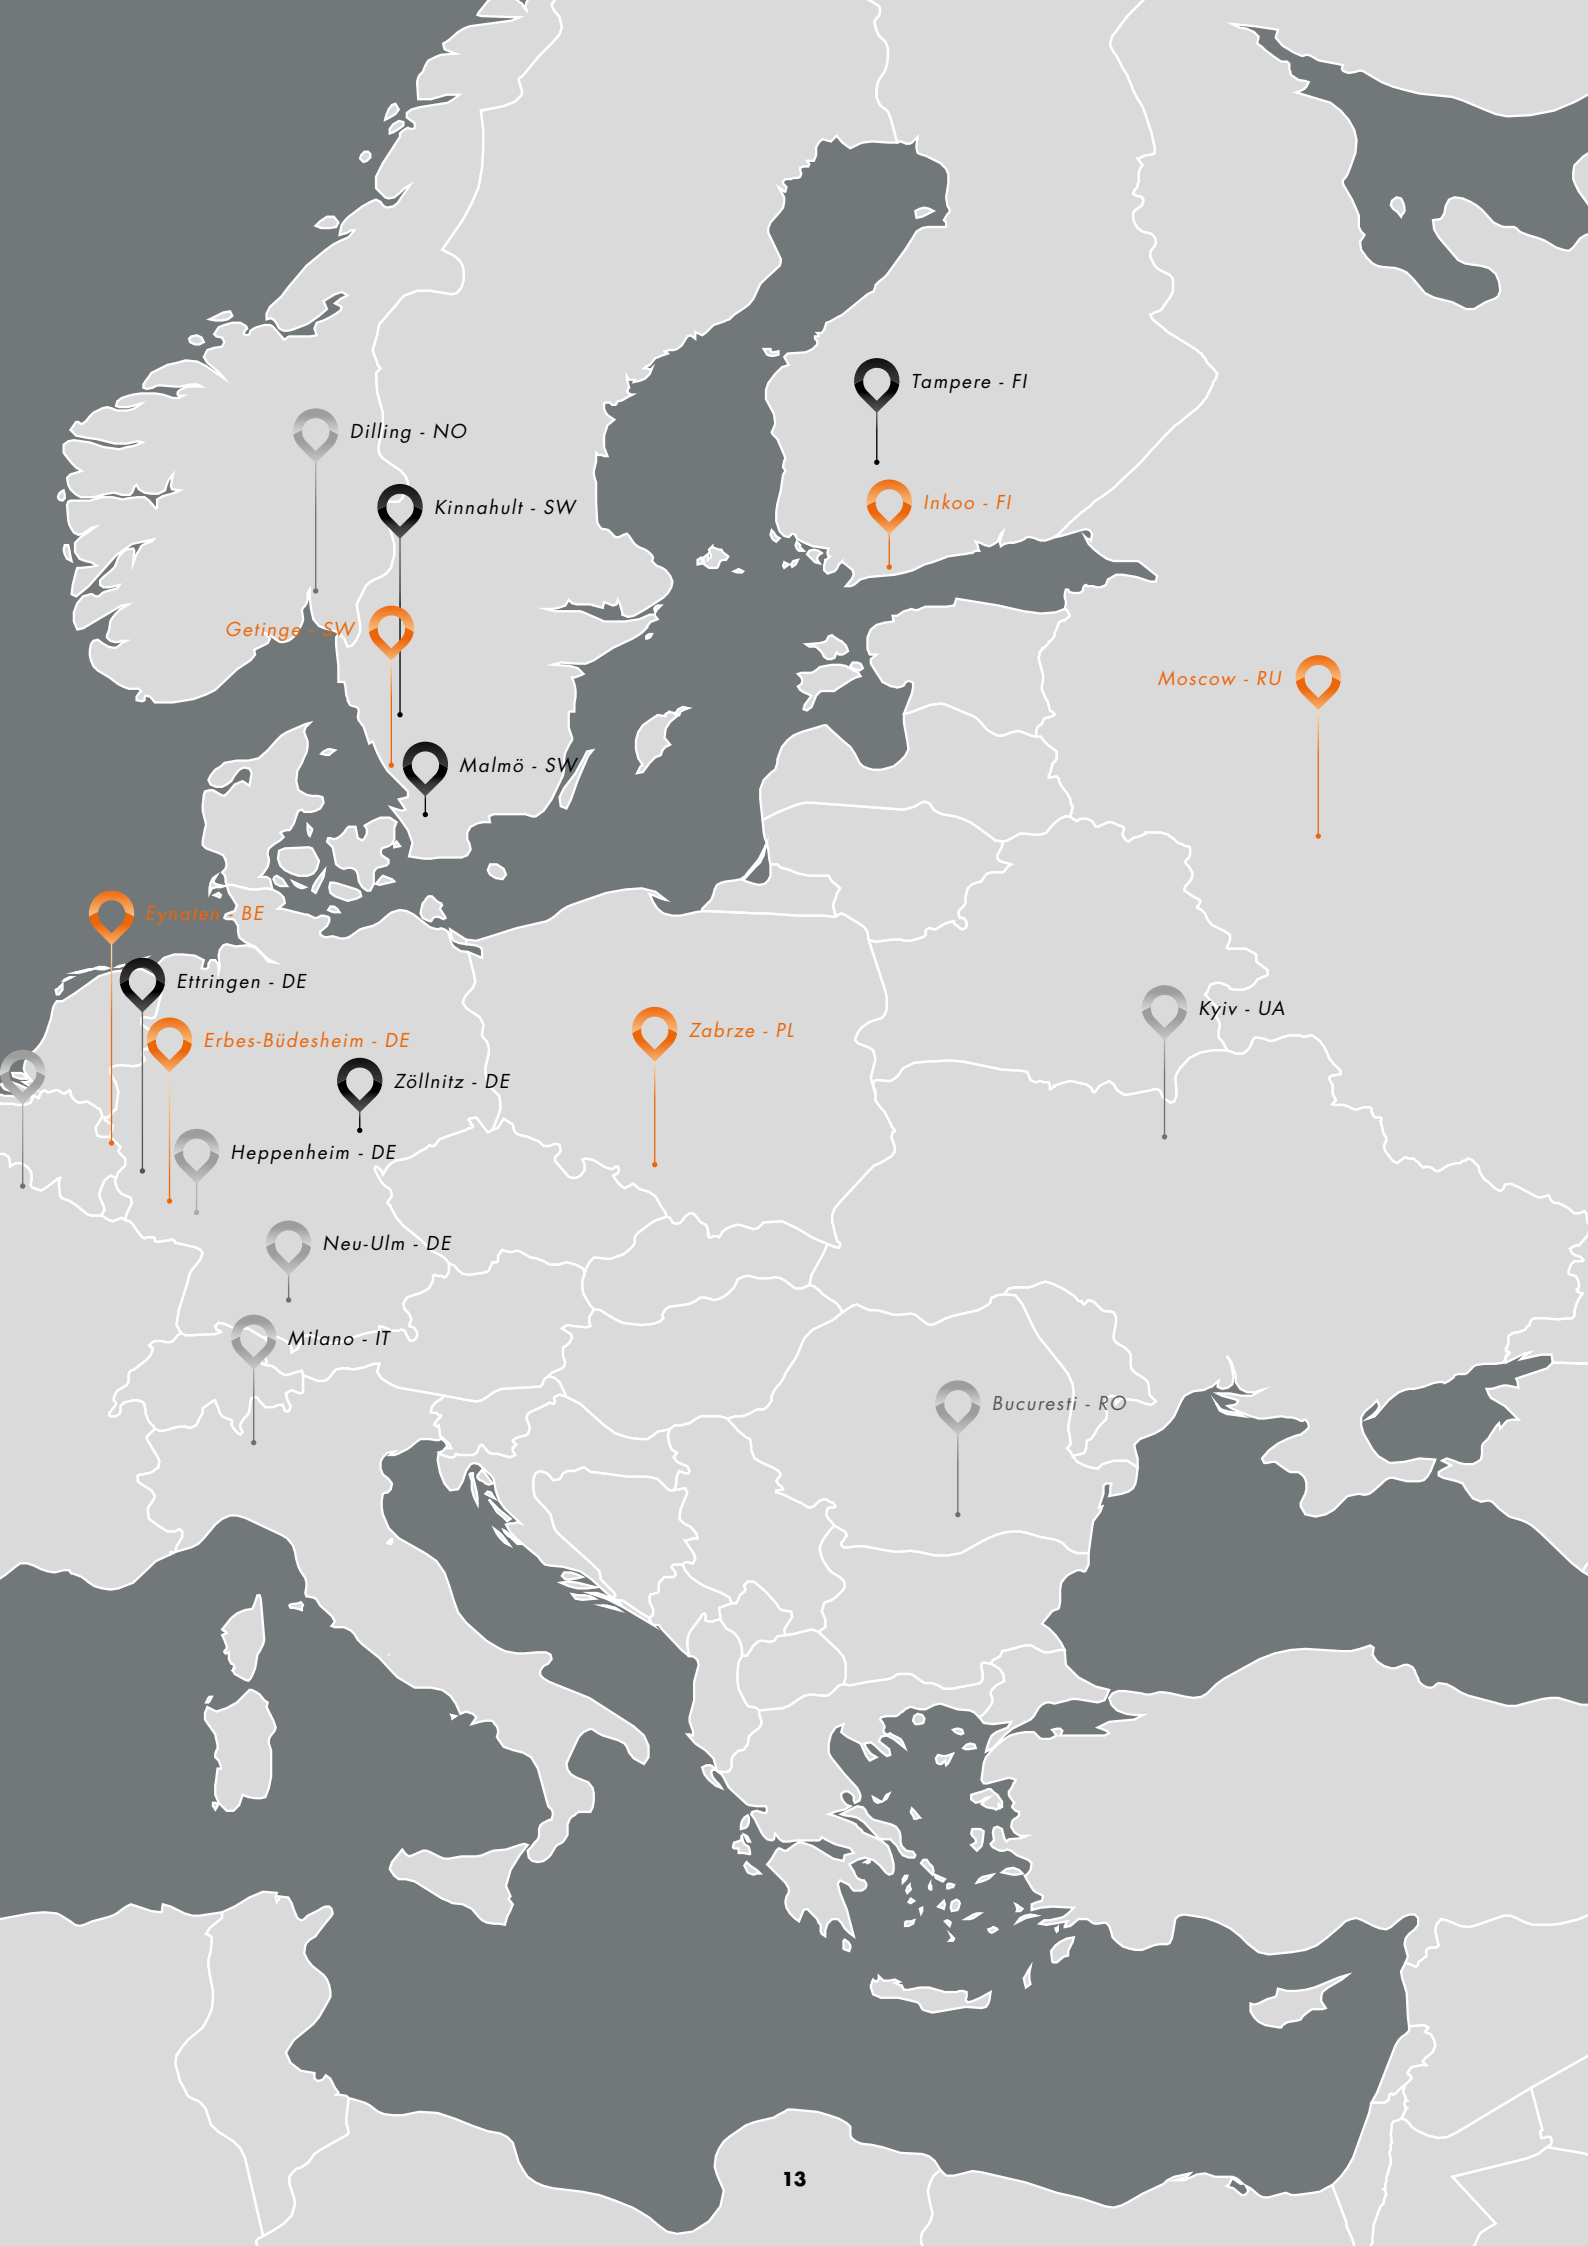 Tampere - FI
Dilling - NO
Kinnahult - SW
Inkoo - FI
Getinge - SW
Moscow - RU
Malmö - SW
Eynaten - BE
Ettringen - DE
Kyiv - UA
Zabrze - PL
Erbes-Büdesheim - DE
Zöllnitz - DE
Heppenheim - DE
Neu-Ulm - DE
Milano - IT
Bucuresti - RO
13